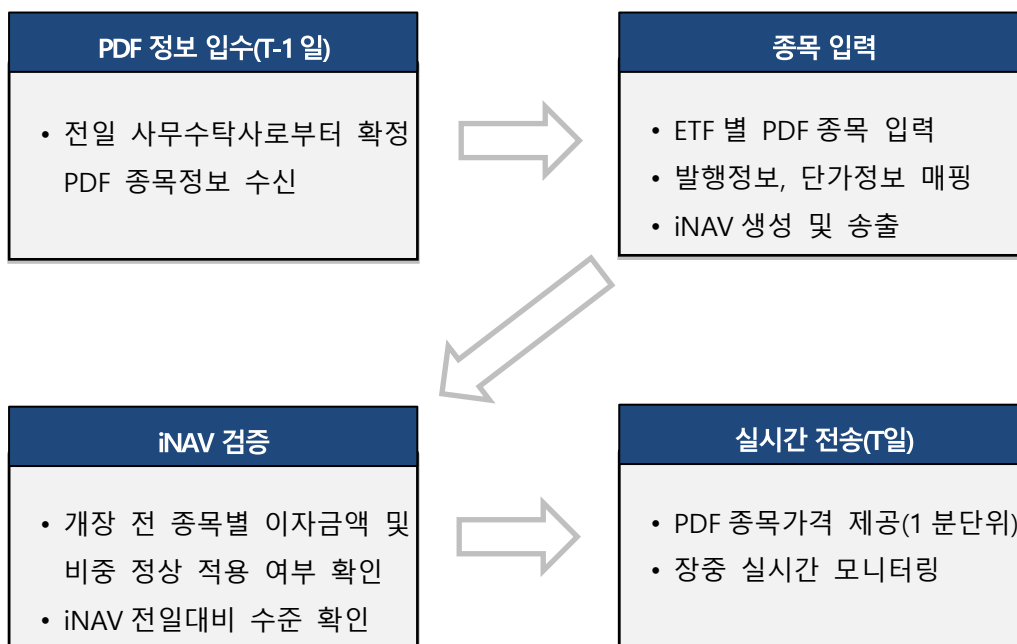 PDF 정보 입수(T-1 일)
• 전일 사무수탁사로부터 확정
PDF 종목정보 수신
종목 입력
• ETF 별 PDF 종목 입력
• 발행정보, 단가정보 매핑
• iNAV 생성 및 송출
iNAV 검증
• 개장 전 종목별 이자금액 및
비중 정상 적용 여부 확인
• iNAV 전일대비 수준 확인
실시간 전송(T일)
• PDF 종목가격 제공(1 분단위)
• 장중 실시간 모니터링